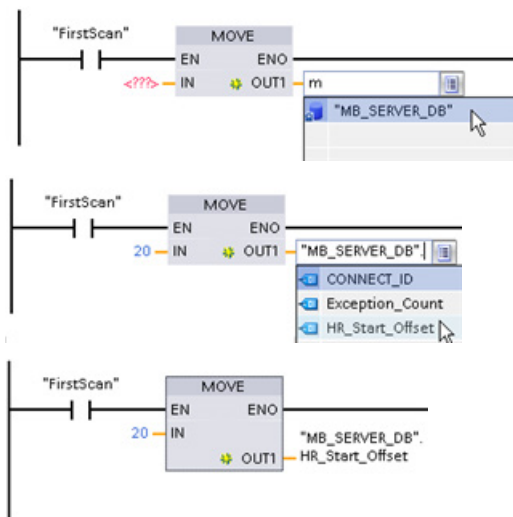 "FirstScan"
MOVE
EN ENO
<???> IN OUT1 m
"MB_SERVER_DB"
"FirstScan"
MOVE
EN ENO
20 IN OUT1 "MB_SERVER_DB".
CONNECT_ID
Exception_Count
HR_Start_Offset
"FirstScan"
MOVE
EN ENO
20 IN
"MB_SERVER_DB".
OUT1 HR_Start_Offset